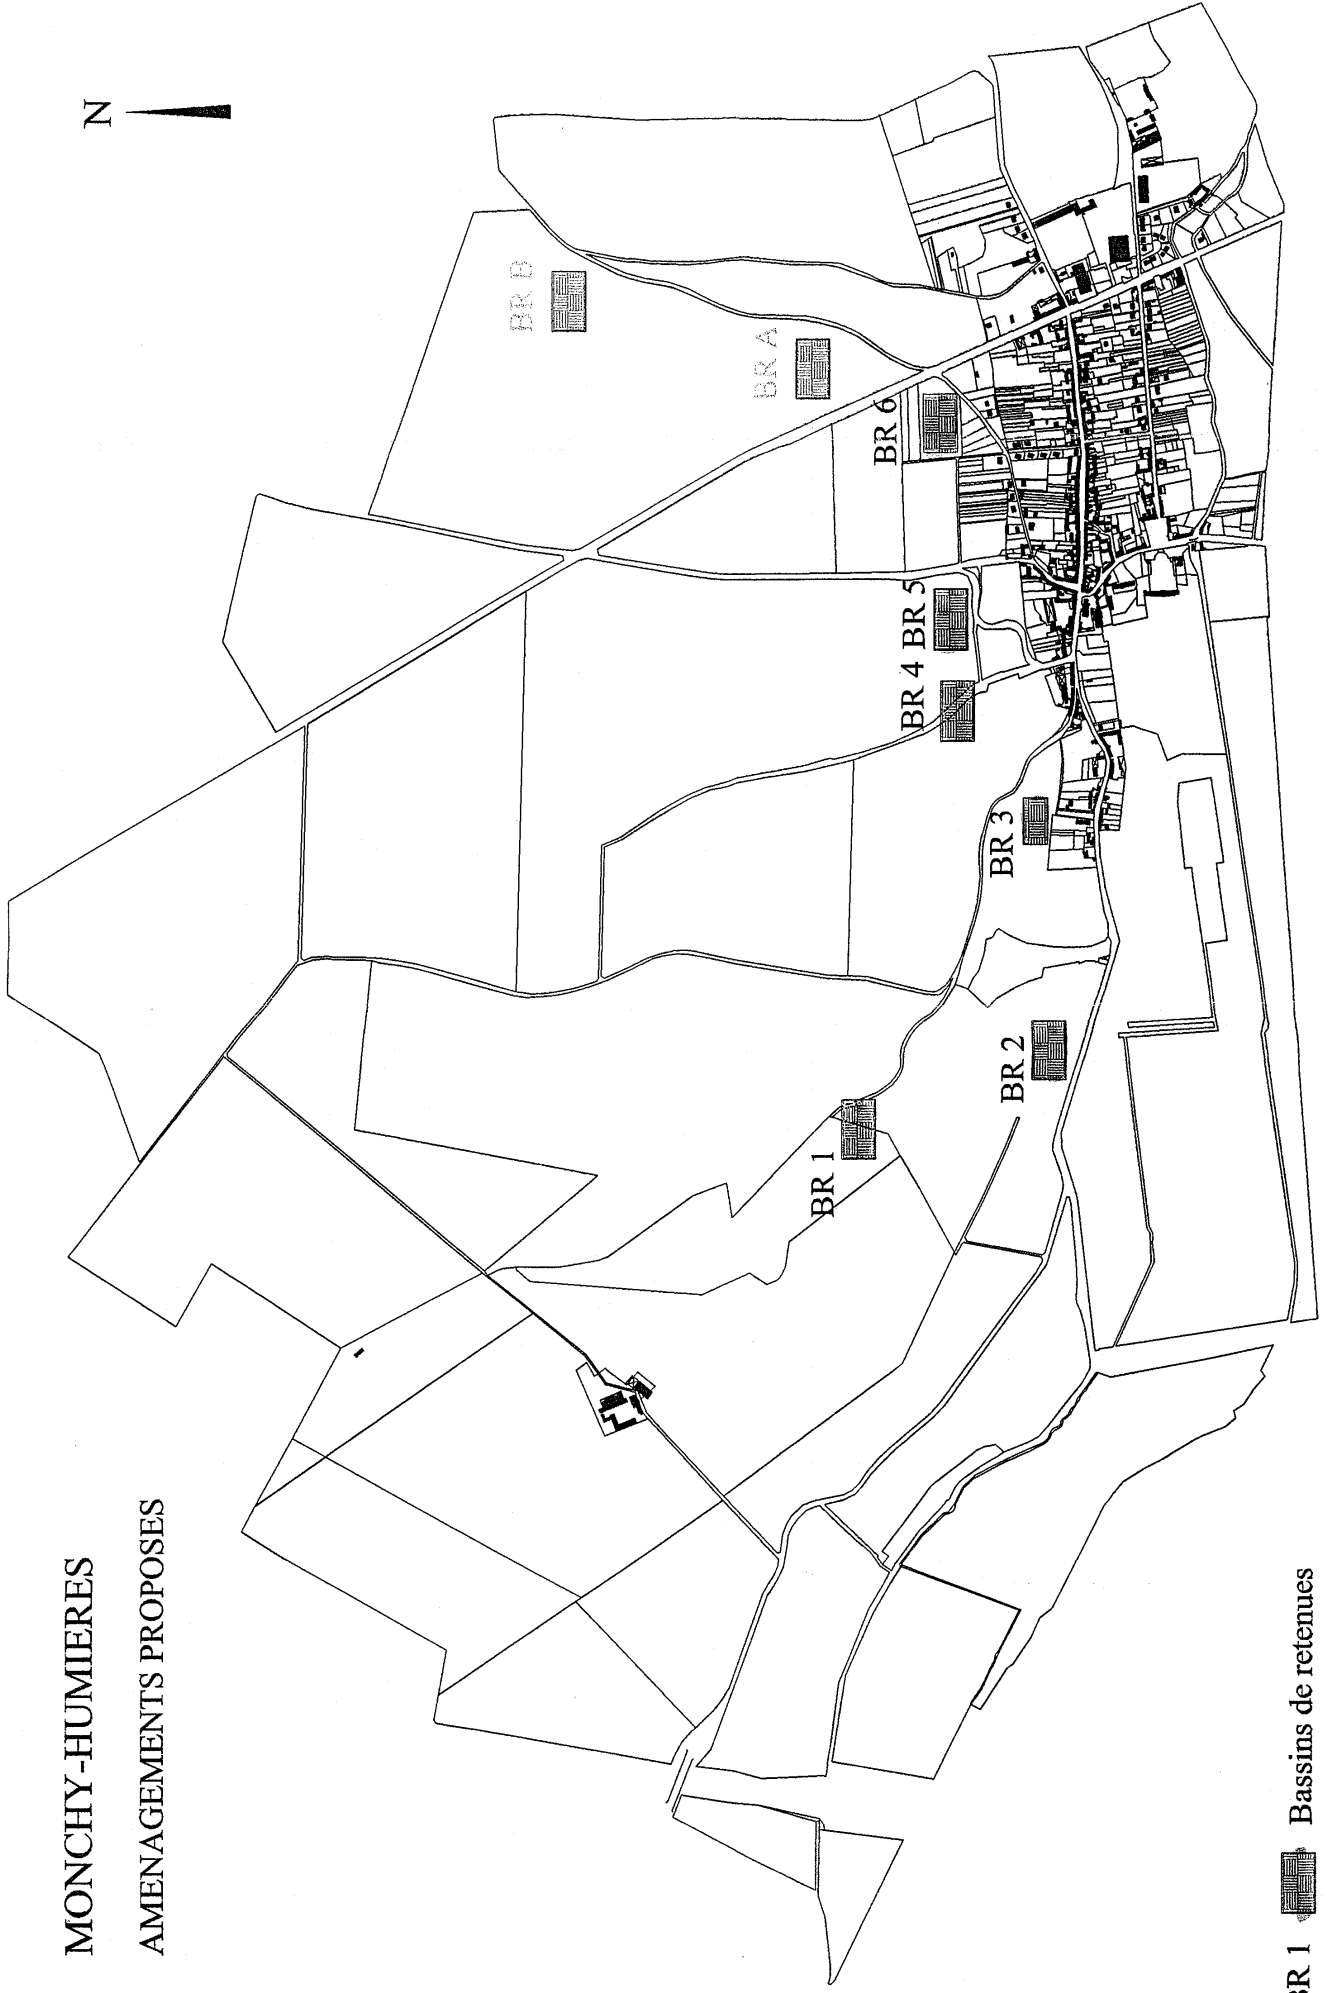 MONCHY-HUMIERES
AMENAGEMENTS PROPOSES
N
BR B
BR A
BR 6
BR 5
BR 4
BR 3
BR 2
BR 1
BR 1 Bassins de retenues